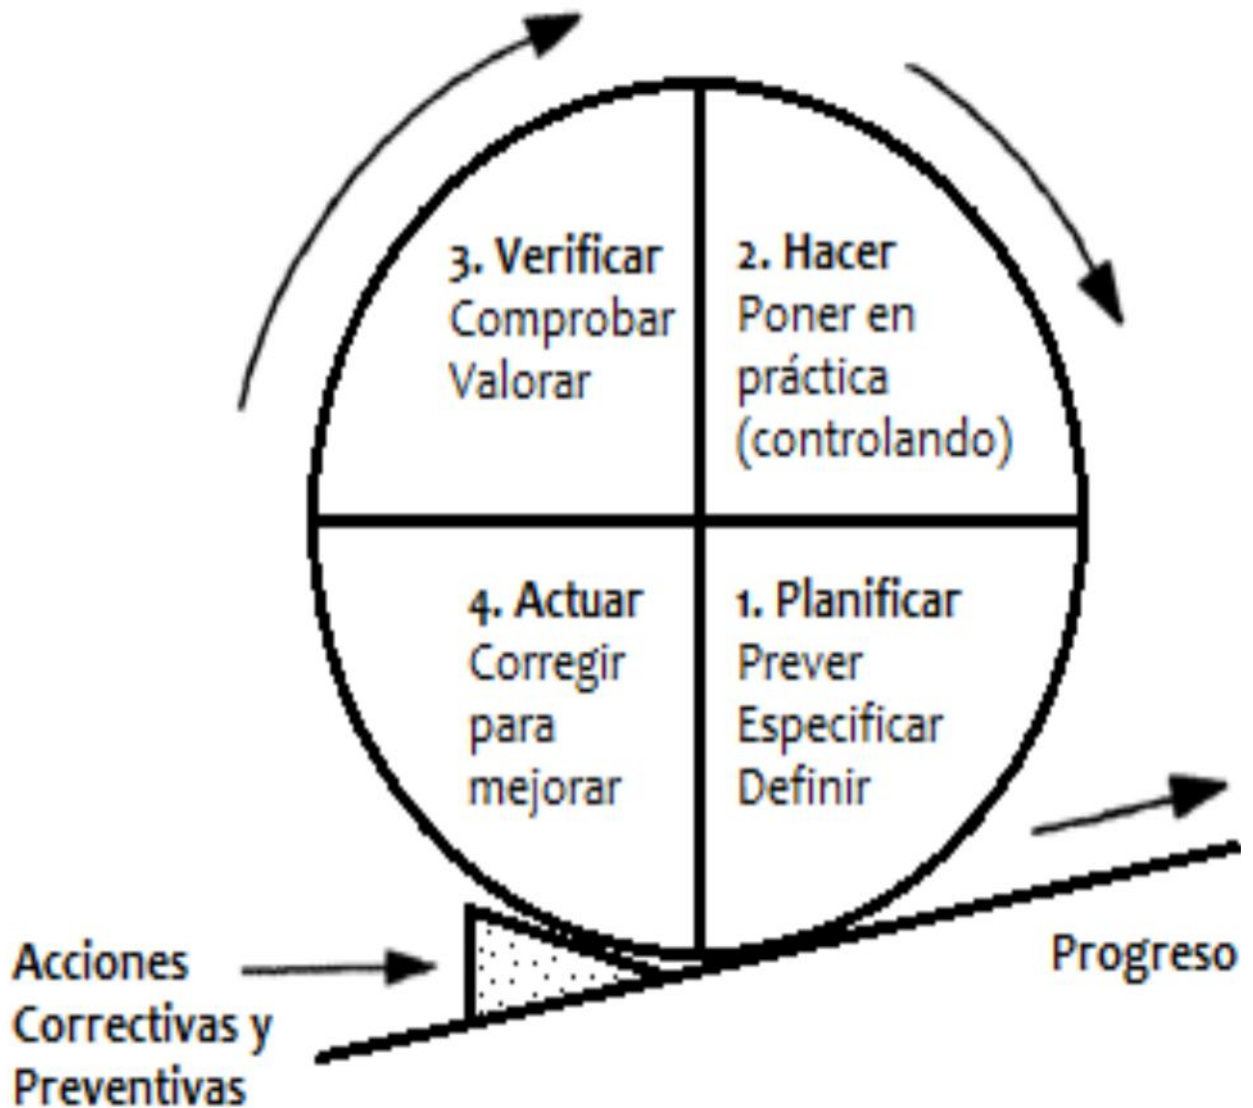 3. Verificar
Comprobar
Valorar
2. Hacer
Poner en
práctica
(controlando)
4. Actuar
Corregir
para
mejorar
1. Planificar
Prever
Especificar
Definir
Acciones
Correctivas y
Preventivas
Progreso